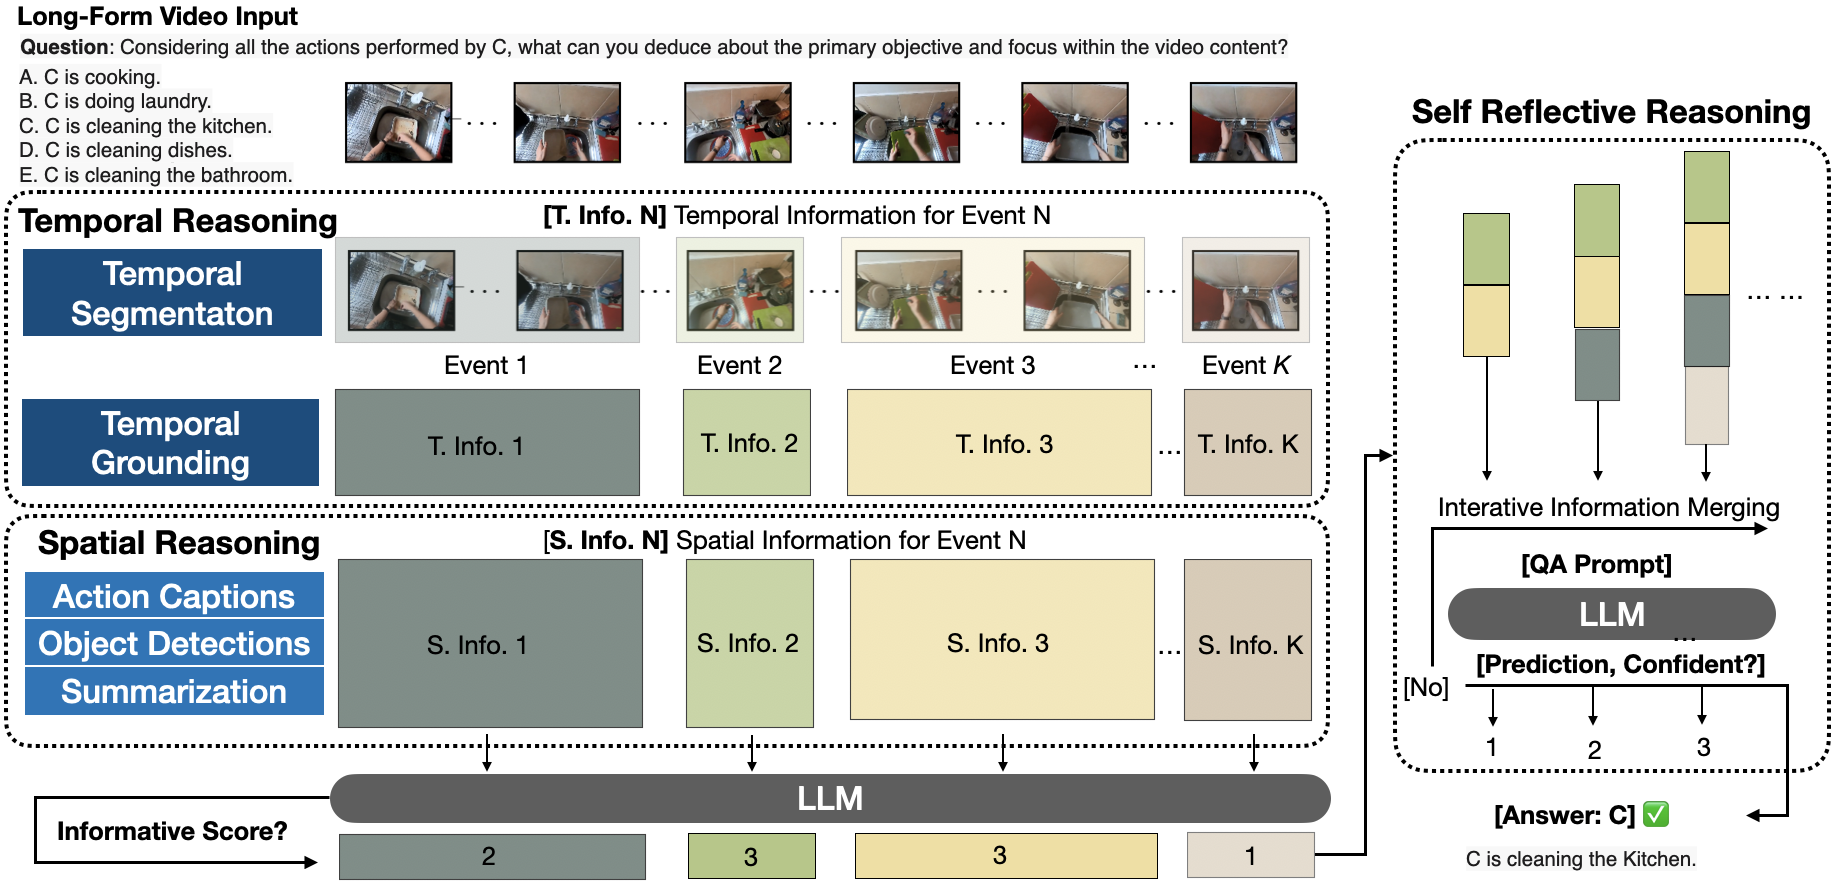 Long-Form Video Input
Question: Considering all the actions performed by C, what can you deduce about the primary objective and focus within the video content?
A. C is cooking.
B. C is doing laundry.
C. C is cleaning the kitchen.
D. C is cleaning dishes.
E. C is cleaning the bathroom.
... ... ... ... ...
Temporal Reasoning
[T. Info. N] Temporal Information for Event N
Temporal
Segmentaton
... ... ... ... ...
Event 1
Event 2
Event 3
...
Event K
Temporal
Grounding
T. Info. 1
T. Info. 2
T. Info. 3
...
T. Info. K
Spatial Reasoning
[S. Info. N] Spatial Information for Event N
Action Captions
Object Detections
Summarization
S. Info. 1
S. Info. 2
S. Info. 3
...
S. Info. K
LLM
Informative Score?
2
3
3
1
Self Reflective Reasoning
... ...
Interative Information Merging
[QA Prompt]
LLM
...
[Prediction, Confident?]
[No]
1
2
3
[Answer: C] ✅
C is cleaning the Kitchen.